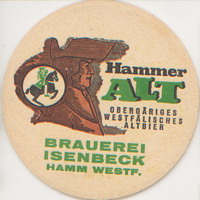 Hammer
ALT
OBERGÄRIGES
WESTFÄLISCHES
ALTBIER
BRAUEREI
ISENBECK
HAMM WESTF.